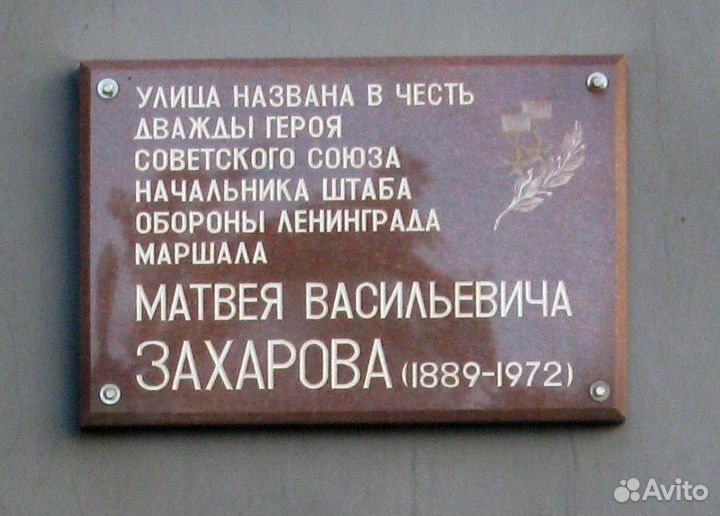 УЛИЦА НАЗВАНА В ЧЕСТЬ
ДВАЖДЫ ГЕРОЯ
СОВЕТСКОГО СОЮЗА
НАЧАЛЬНИКА ШТАБА
ОБОРОНЫ ЛЕНИНГРАДА
МАРШАЛА
МАТВЕЯ ВАСИЛЬЕВИЧА
ЗАХАРОВА (1889-1972)
Avito